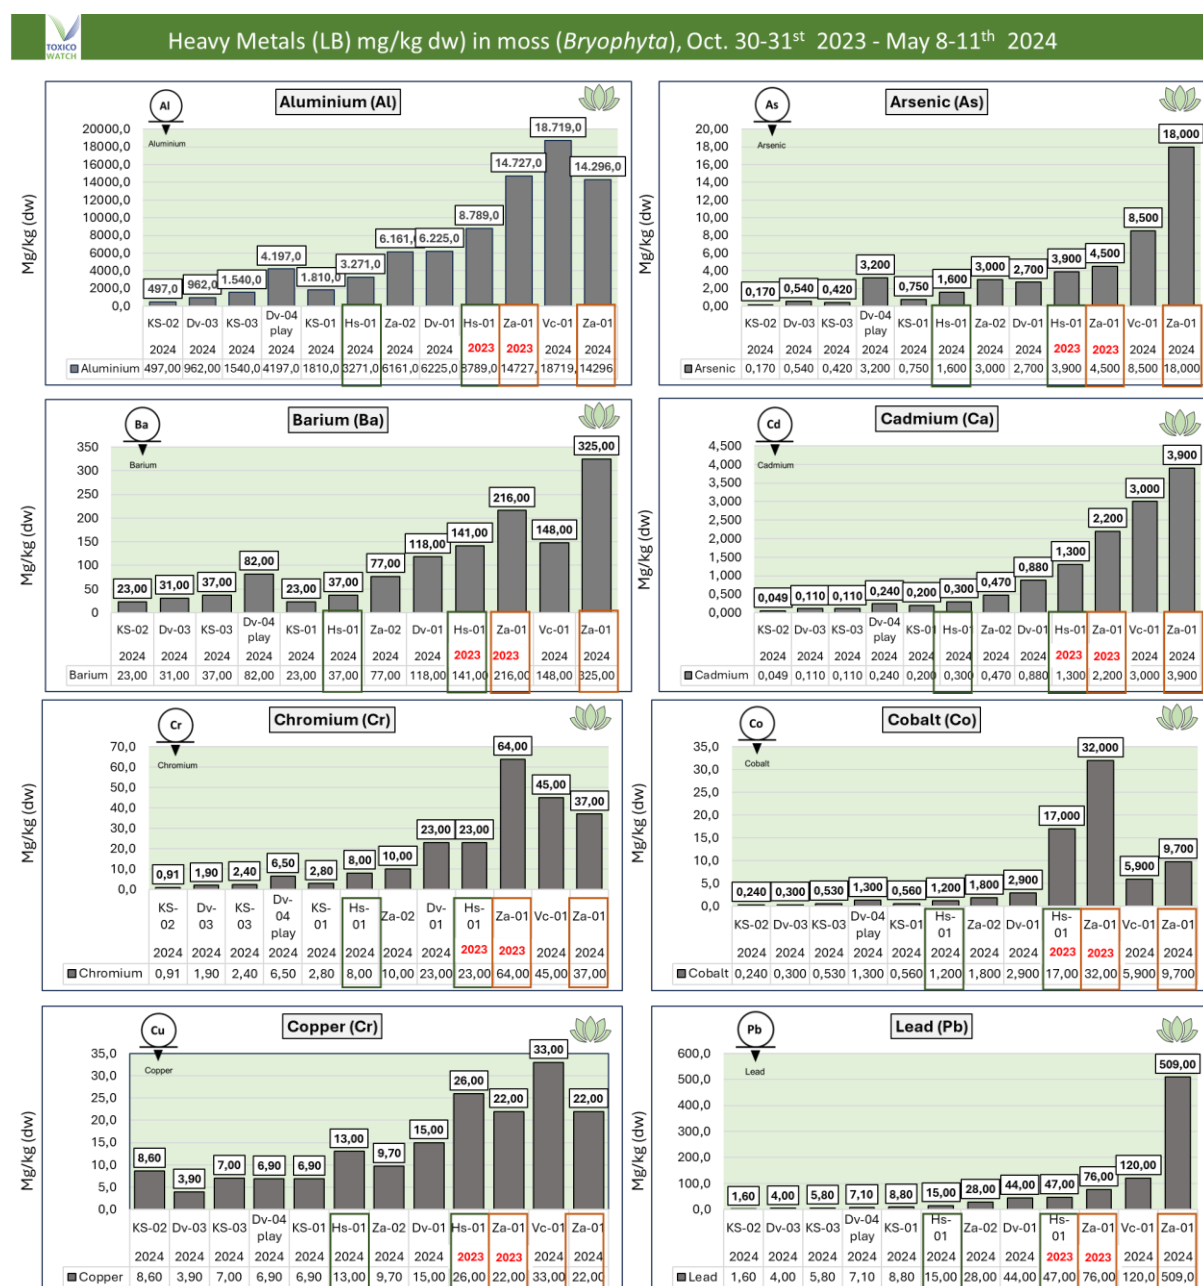 TOXICO
WATCH
Heavy Metals (LB) mg/kg dw) in moss (Bryophyta), Oct. 30-31st 2023 - May 8-11th 2024
Al
Aluminium (Al)
Aluminium
Mg/kg (dw)
20000,0
18000,0
16000,0
14000,0
12000,0
10000,0
8000,0
6000,0
4000,0
2000,0
0,0
497,0 962,0 1.540,0 4.197,0 1.810,0 3.271,0 6.161,0 6.225,0 8.789,0 14.727,0 18.719,0 14.296,0
KS-02 Dv-03 KS-03 Dv-04 play KS-01 Hs-01 Za-02 Dv-01 Hs-01 Za-01 Vc-01 Za-01
2024 2024 2024 2024 2024 2024 2024 2024 2023 2023 2024 2024
Aluminium 497,00 962,00 1540,0 4197,0 1810,0 3271,0 6161,0 6225,0 8789,0 14727, 18719, 14296
As
Arsenic (As)
Arsenic
Mg/kg (dw)
20,00
18,00
16,00
14,00
12,00
10,00
8,00
6,00
4,00
2,00
0,00
0,170 0,540 0,420 3,200 0,750 1,600 3,000 2,700 3,900 4,500 8,500 18,000
KS-02 Dv-03 KS-03 Dv-04 play KS-01 Hs-01 Za-02 Dv-01 Hs-01 Za-01 Vc-01 Za-01
2024 2024 2024 2024 2024 2024 2024 2024 2023 2023 2024 2024
Arsenic 0,170 0,540 0,420 3,200 0,750 1,600 3,000 2,700 3,900 4,500 8,500 18,000
Ba
Barium (Ba)
Barium
Mg/kg (dw)
350
300
250
200
150
100
50
0
23,00 31,00 37,00 82,00 23,00 37,00 77,00 118,00 141,00 216,00 148,00 325,00
KS-02 Dv-03 KS-03 Dv-04 play KS-01 Hs-01 Za-02 Dv-01 Hs-01 Za-01 Vc-01 Za-01
2024 2024 2024 2024 2024 2024 2024 2024 2023 2023 2024 2024
Barium 23,00 31,00 37,00 82,00 23,00 37,00 77,00 118,00 141,00 216,00 148,00 325,00
Cd
Cadmium (Ca)
Cadmium
Mg/kg (dw)
4,500
4,000
3,500
3,000
2,500
2,000
1,500
1,000
0,500
0,000
0,049 0,110 0,110 0,240 0,200 0,300 0,470 0,880 1,300 2,200 3,000 3,900
KS-02 Dv-03 KS-03 Dv-04 play KS-01 Hs-01 Za-02 Dv-01 Hs-01 Za-01 Vc-01 Za-01
2024 2024 2024 2024 2024 2024 2024 2024 2023 2023 2024 2024
Cadmium 0,049 0,110 0,110 0,240 0,200 0,300 0,470 0,880 1,300 2,200 3,000 3,900
Cr
Chromium (Cr)
Chromium
Mg/kg (dw)
70,0
60,0
50,0
40,0
30,0
20,0
10,0
0,0
0,91 1,90 2,40 6,50 2,80 8,00 10,00 23,00 23,00 64,00 45,00 37,00
KS-02 Dv-03 KS-03 Dv-04 play KS-01 Hs-01 Za-02 Dv-01 Hs-01 Za-01 Vc-01 Za-01
2024 2024 2024 2024 2024 2024 2024 2024 2023 2023 2024 2024
Chromium 0,91 1,90 2,40 6,50 2,80 8,00 10,00 23,00 23,00 64,00 45,00 37,00
Co
Cobalt (Co)
Cobalt
Mg/kg (dw)
35,0
30,0
25,0
20,0
15,0
10,0
5,0
0,0
0,240 0,300 0,530 1,300 0,560 1,200 1,800 2,900 17,000 32,000 5,900 9,700
KS-02 Dv-03 KS-03 Dv-04 play KS-01 Hs-01 Za-02 Dv-01 Hs-01 Za-01 Vc-01 Za-01
2024 2024 2024 2024 2024 2024 2024 2024 2023 2023 2024 2024
Cobalt 0,240 0,300 0,530 1,300 0,560 1,200 1,800 2,900 17,00 32,00 5,900 9,700
Cu
Copper (Cr)
Copper
Mg/kg (dw)
35,0
30,0
25,0
20,0
15,0
10,0
5,0
0,0
8,60 3,90 7,00 6,90 6,90 13,00 9,70 15,00 26,00 22,00 33,00 22,00
KS-02 Dv-03 KS-03 Dv-04 play KS-01 Hs-01 Za-02 Dv-01 Hs-01 Za-01 Vc-01 Za-01
2024 2024 2024 2024 2024 2024 2024 2024 2023 2023 2024 2024
Copper 8,60 3,90 7,00 6,90 6,90 13,00 9,70 15,00 26,00 22,00 33,00 22,00
Pb
Lead (Pb)
Lead
Mg/kg (dw)
600,0
500,0
400,0
300,0
200,0
100,0
0,0
1,60 4,00 5,80 7,10 8,80 15,00 28,00 44,00 47,00 76,00 120,00 509,00
KS-02 Dv-03 KS-03 Dv-04 play KS-01 Hs-01 Za-02 Dv-01 Hs-01 Za-01 Vc-01 Za-01
2024 2024 2024 2024 2024 2024 2024 2024 2023 2023 2024 2024
Lead 1,60 4,00 5,80 7,10 8,80 15,00 28,00 44,00 47,00 76,00 120,0 509,0